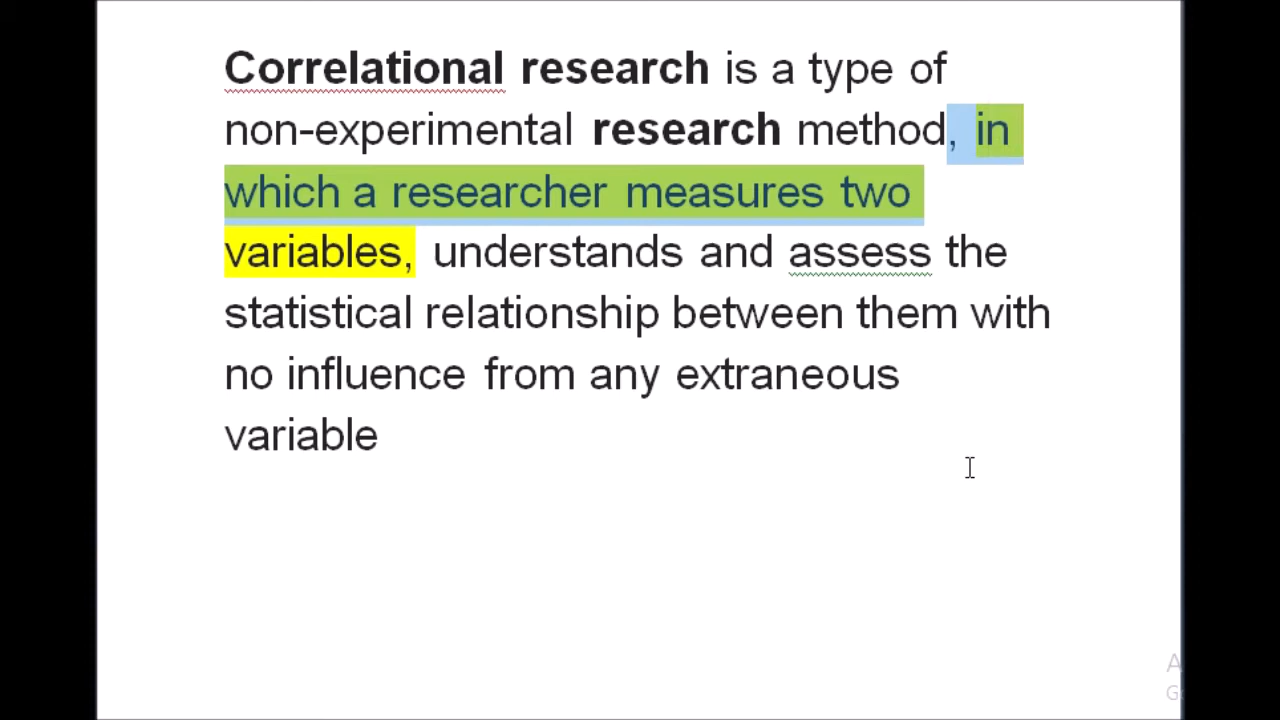 Correlational research is a type of
non-experimental research method, in
which a researcher measures two
variables, understands and assess the
statistical relationship between them with
no influence from any extraneous
variable